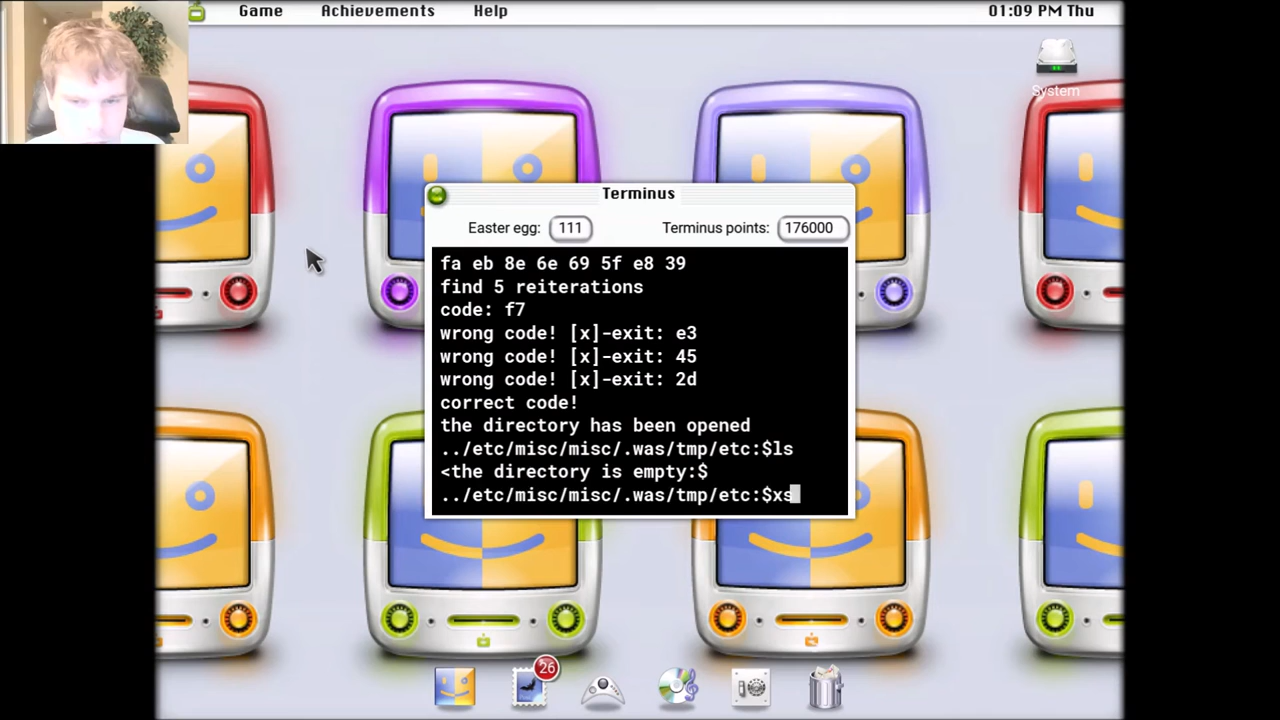 Game Achievements Help 01:09 PM Thu
System
Terminus
Easter egg: 111 Terminus points: 176000
fa eb 8e 6e 69 5f e8 39
find 5 reiterations
code: f7
wrong code! [x]-exit: e3
wrong code! [x]-exit: 45
wrong code! [x]-exit: 2d
correct code!
the directory has been opened
../etc/misc/misc/.was/tmp/etc:$ls
<the directory is empty:$
../etc/misc/misc/.was/tmp/etc:$xs
26